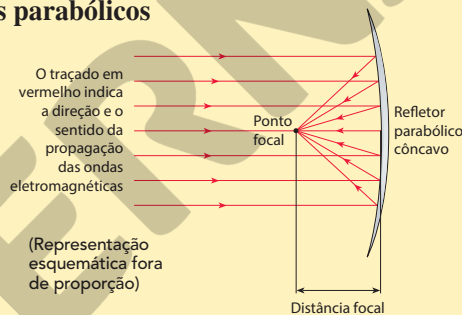 s parabólicos
O traçado em
vermelho indica
a direção e o
sentido da
propagação
das ondas
eletromagnéticas
Ponto
focal
Refletor
parabólico
côncavo
(Representação
esquemática fora
de proporção)
Distância focal